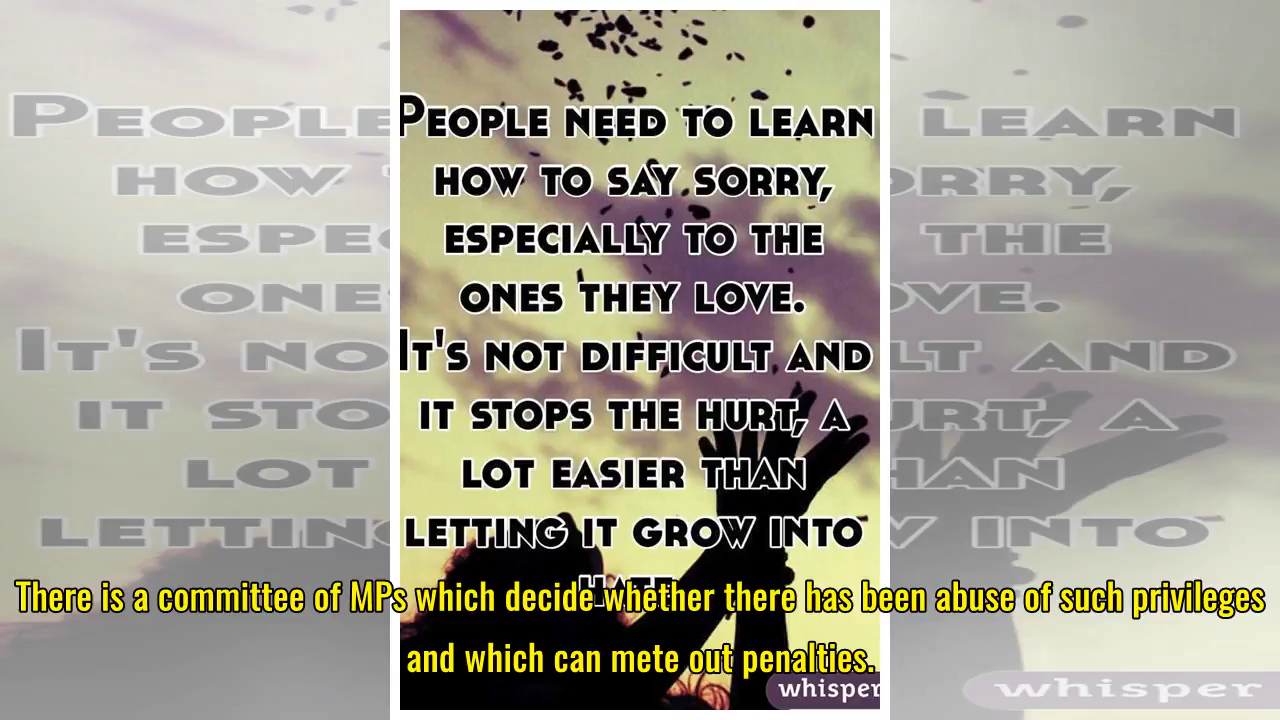 People need to learn
how to say sorry,
especially to the
ones they love.
It's not difficult and
it stops the hurt, a
lot easier than
letting it grow into
hate
There is a committee of MPs which decide whether there has been abuse of such privileges
and which can mete out penalties.
whisper